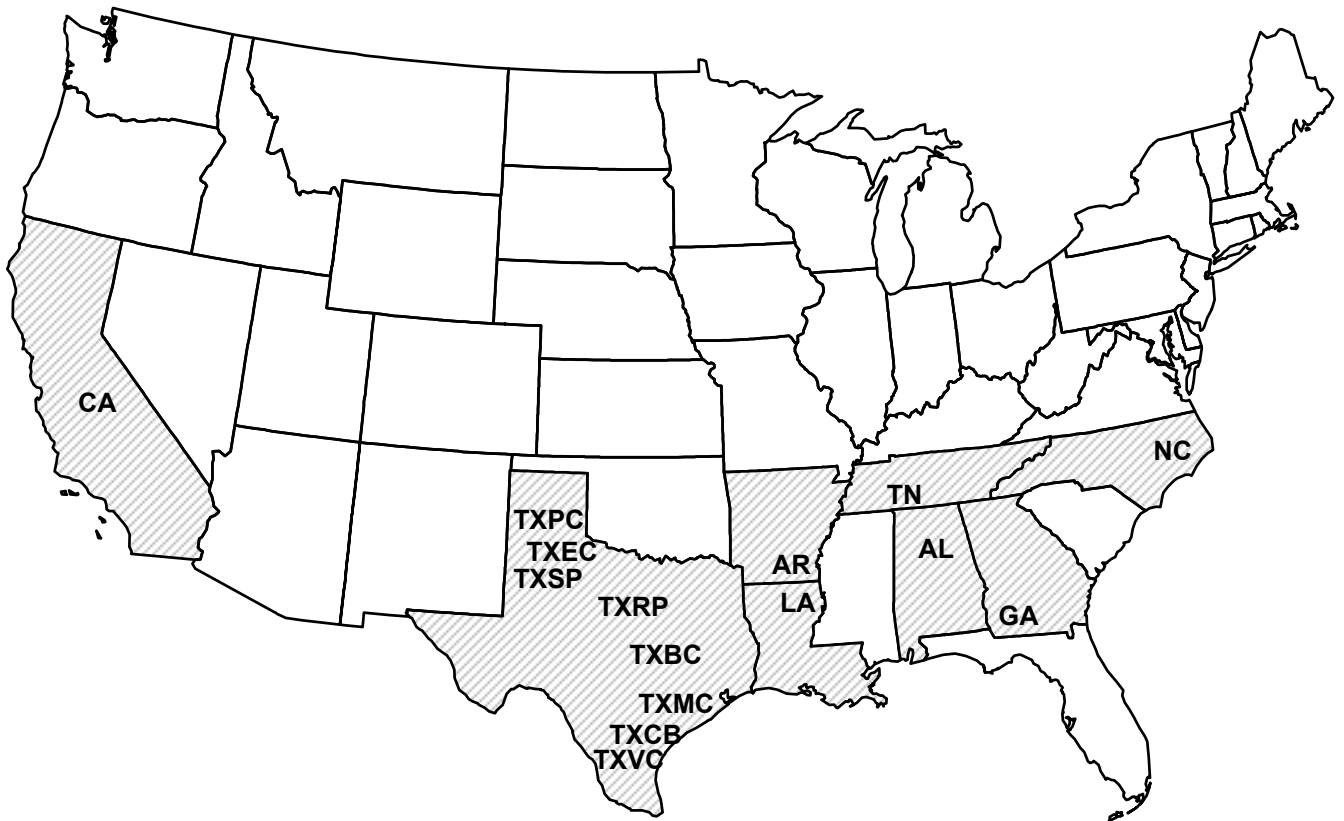 CA
NC
TN
TXPC
TXEC
AL
AR
TXSP
LA
TXRP
GA
TXBC
TXMC
TXCB
TXVC